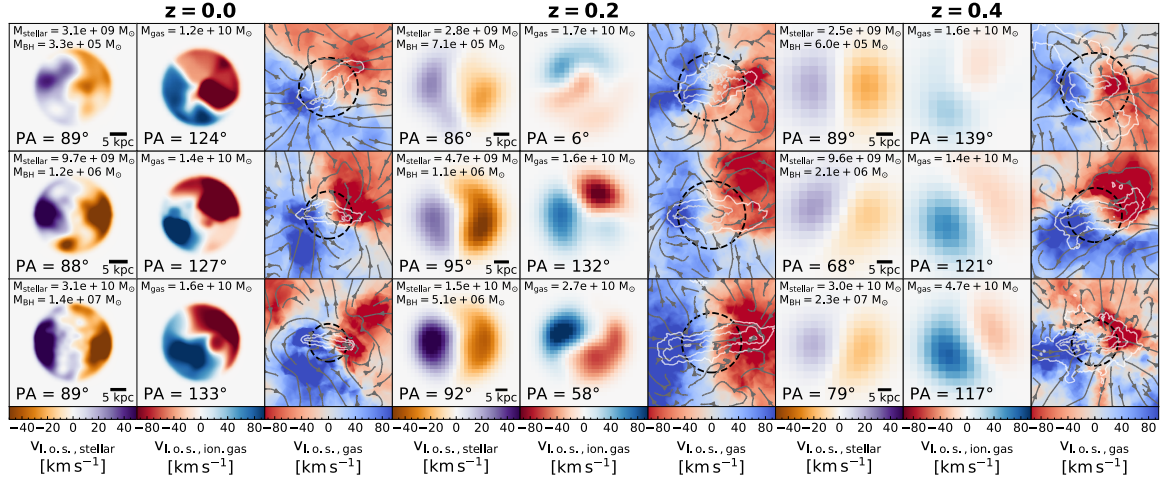 z = 0.0 z = 0.2 z = 0.4
M_stellar = 3.1e + 09 M_⊙ M_gas = 1.2e + 10 M_⊙ M_stellar = 2.8e + 09 M_⊙ M_gas = 1.7e + 10 M_⊙ M_stellar = 2.5e + 09 M_⊙ M_gas = 1.6e + 10 M_⊙
M_BH = 3.3e + 05 M_⊙ M_BH = 7.1e + 05 M_⊙ M_BH = 6.0e + 05 M_⊙
PA = 89° 5 kpc PA = 124° PA = 86° 5 kpc PA = 6° PA = 89° 5 kpc PA = 139°
M_stellar = 9.7e + 09 M_⊙ M_gas = 1.4e + 10 M_⊙ M_stellar = 4.7e + 09 M_⊙ M_gas = 1.6e + 10 M_⊙ M_stellar = 9.6e + 09 M_⊙ M_gas = 1.4e + 10 M_⊙
M_BH = 1.2e + 06 M_⊙ M_BH = 1.1e + 06 M_⊙ M_BH = 2.1e + 06 M_⊙
PA = 88° 5 kpc PA = 127° PA = 95° 5 kpc PA = 132° PA = 68° 5 kpc PA = 121°
M_stellar = 3.1e + 10 M_⊙ M_gas = 1.6e + 10 M_⊙ M_stellar = 1.5e + 10 M_⊙ M_gas = 2.7e + 10 M_⊙ M_stellar = 3.0e + 10 M_⊙ M_gas = 4.7e + 10 M_⊙
M_BH = 1.4e + 07 M_⊙ M_BH = 5.1e + 06 M_⊙ M_BH = 2.3e + 07 M_⊙
PA = 89° 5 kpc PA = 133° PA = 92° 5 kpc PA = 58° PA = 79° 5 kpc PA = 117°
−40 −20 0 20 40 −80 −40 0 40 80 −80 −40 0 40 80 −40 −20 0 20 40 −80 −40 0 40 80 −80 −40 0 40 80 −40 −20 0 20 40 −80 −40 0 40 80 −80 −40 0 40 80
v_l.o.s., stellar v_l.o.s., ion. gas v_l.o.s., gas v_l.o.s., stellar v_l.o.s., ion. gas v_l.o.s., gas v_l.o.s., stellar v_l.o.s., ion. gas v_l.o.s., gas
[km s⁻¹] [km s⁻¹] [km s⁻¹] [km s⁻¹] [km s⁻¹] [km s⁻¹] [km s⁻¹] [km s⁻¹] [km s⁻¹]